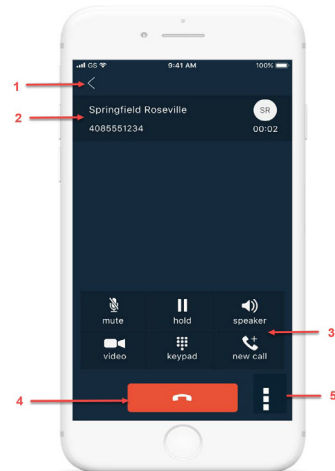 GS 9:41 AM 100%
1
Springfield Roseville SR
2
4085551234 00:02
mute hold speaker
3
video keypad new call
4
5